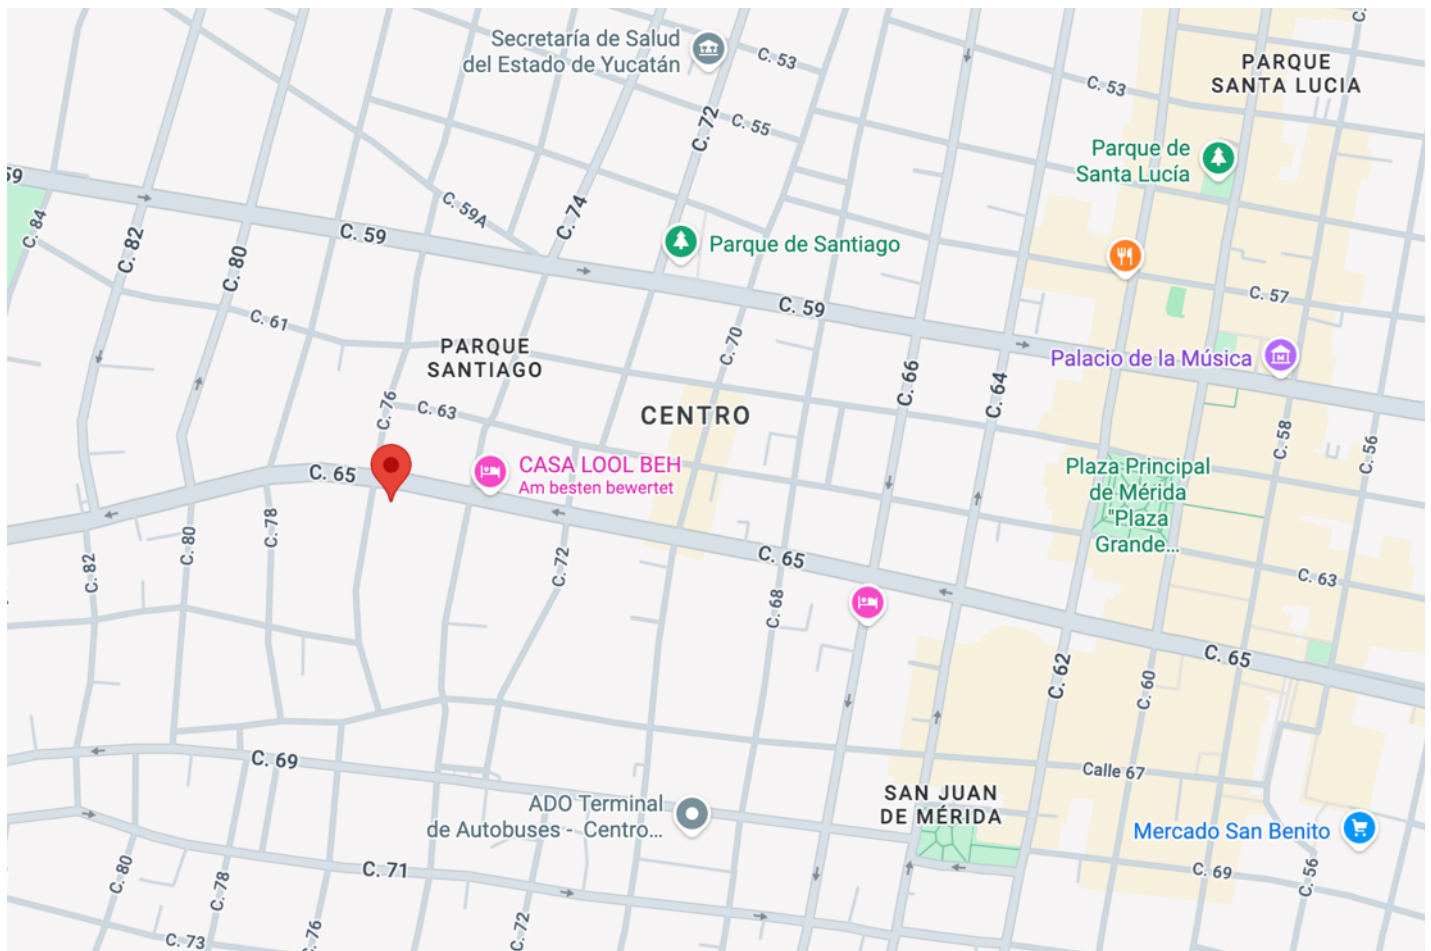 Secretaría de Salud
del Estado de Yucatán
C. 53
C. 72
C. 55
C. 53
PARQUE
SANTA LUCIA
Parque de
Santa Lucía
C.
59
C. 84
C. 82
C. 80
C. 59
C. 59A
C. 74
Parque de Santiago
C. 59
C. 57
C. 61
PARQUE
SANTIAGO
C. 70
Palacio de la Música
C. 66
C. 64
C. 76
C. 63
CENTRO
C. 58
C. 56
C. 65
CASA LOOL BEH
Am besten bewertet
Plaza Principal
de Mérida
"Plaza
Grande...
C. 82
C. 80
C. 78
C. 72
C. 65
C. 68
C. 63
C. 65
C. 62
C. 60
C. 69
Calle 67
ADO Terminal
de Autobuses - Centro...
SAN JUAN
DE MÉRIDA
Mercado San Benito
C. 80
C. 78
C. 71
C. 69
C. 56
C. 73
C. 76
C. 72